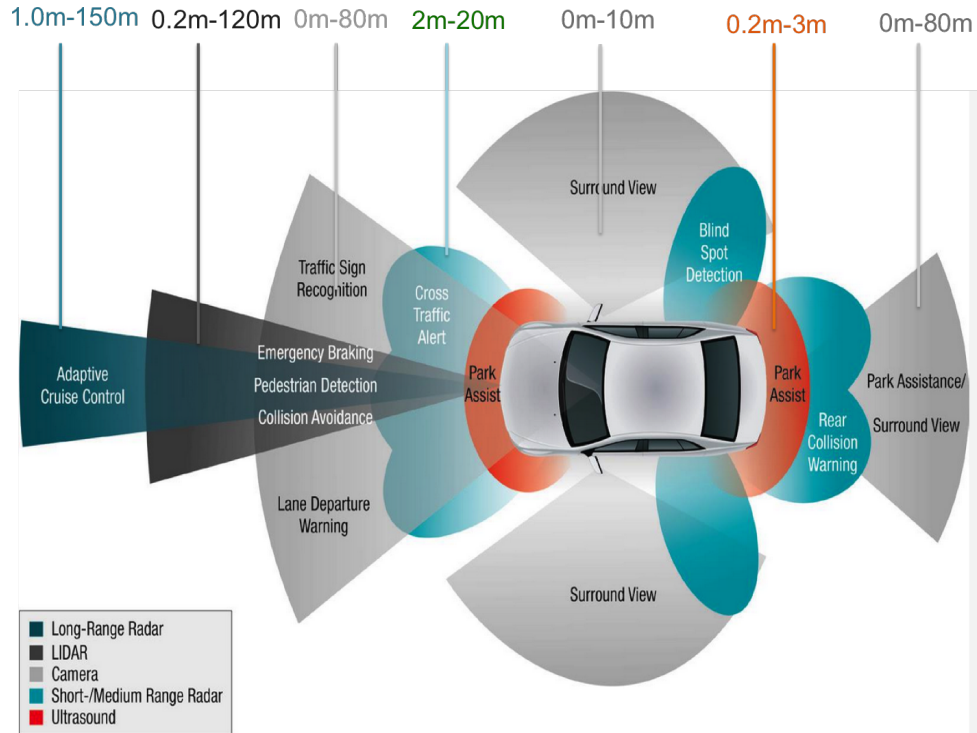 1.0m-150m
0.2m-120m
0m-80m
2m-20m
0m-10m
0.2m-3m
0m-80m
Surround View
Blind
Spot
Detection
Traffic Sign
Recognition
Cross
Traffic
Alert
Adaptive
Cruise Control
Emergency Braking
Pedestrian Detection
Collision Avoidance
Park
Assist
Park
Assist
Park Assistance/
Surround View
Rear
Collision
Warning
Lane Departure
Warning
Surround View
Long-Range Radar
LIDAR
Camera
Short-/Medium Range Radar
Ultrasound